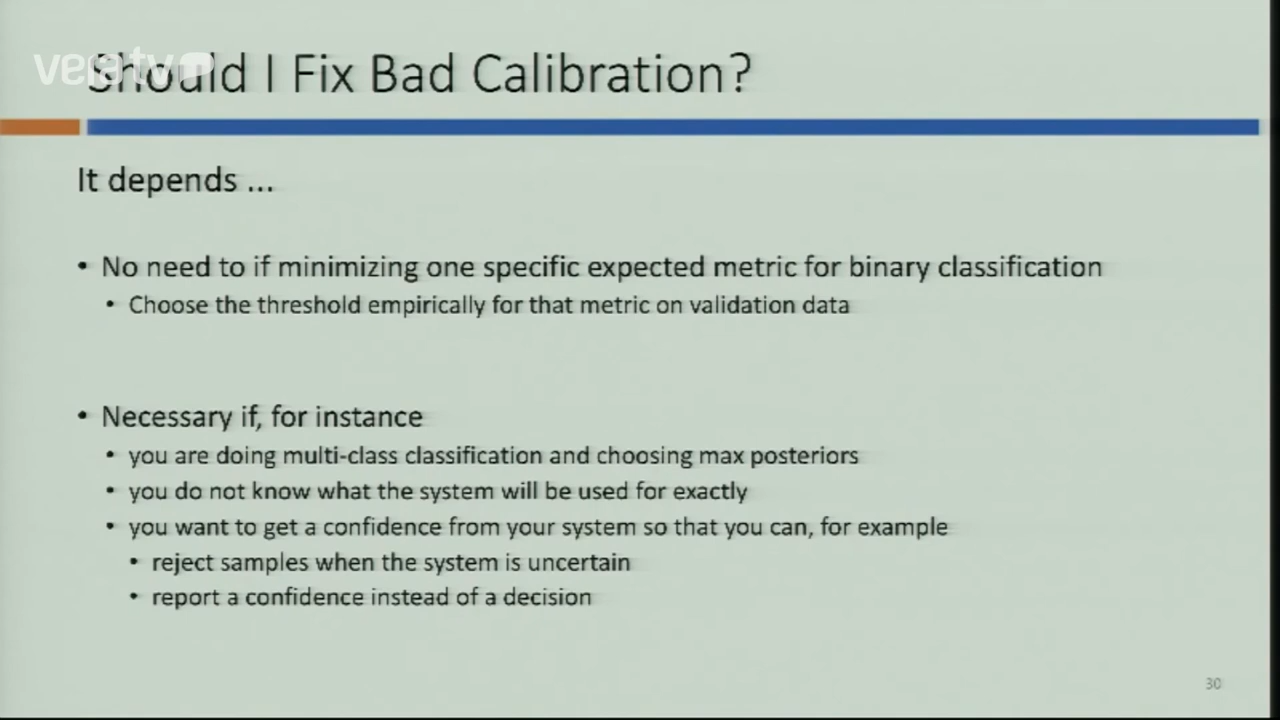 vera tv
Should I Fix Bad Calibration?
It depends ...
• No need to if minimizing one specific expected metric for binary classification
• Choose the threshold empirically for that metric on validation data
• Necessary if, for instance
• you are doing multi-class classification and choosing max posteriors
• you do not know what the system will be used for exactly
• you want to get a confidence from your system so that you can, for example
• reject samples when the system is uncertain
• report a confidence instead of a decision
30